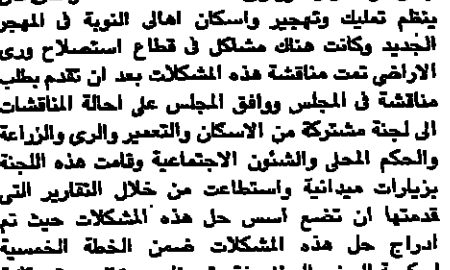 ينظم تمليك وتهجير واسكان اهالى النوبة فى المهجر
الجديد وكانت هناك مشاكل فى قطاع استصلاح ورى
الاراضي تمت مناقشة هذه المشكلات بعد ان تقدم بطلب
مناقشة فى المجلس ووافق المجلس على احالة المناقشات
الى لجنة مشتركة من الاسكان والتعمير والرى والزراعة
والحكم المحلى والشئون الاجتماعية وقامت هذه اللجنة
بزيارات ميدانية واستطاعت من خلال التقارير التى
قدمتها ان تضع اسس حل هذه المشكلات حيث تم
ادراج حل هذه المشكلات ضمن الخطة الخمسية